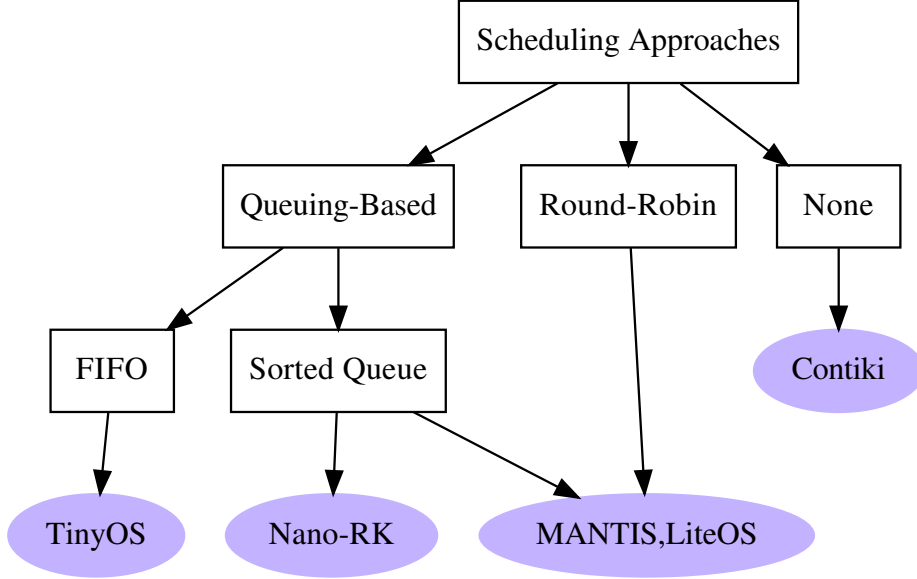 Scheduling Approaches
Queuing-Based
Round-Robin
None
FIFO
Sorted Queue
Contiki
TinyOS
Nano-RK
MANTIS,LiteOS